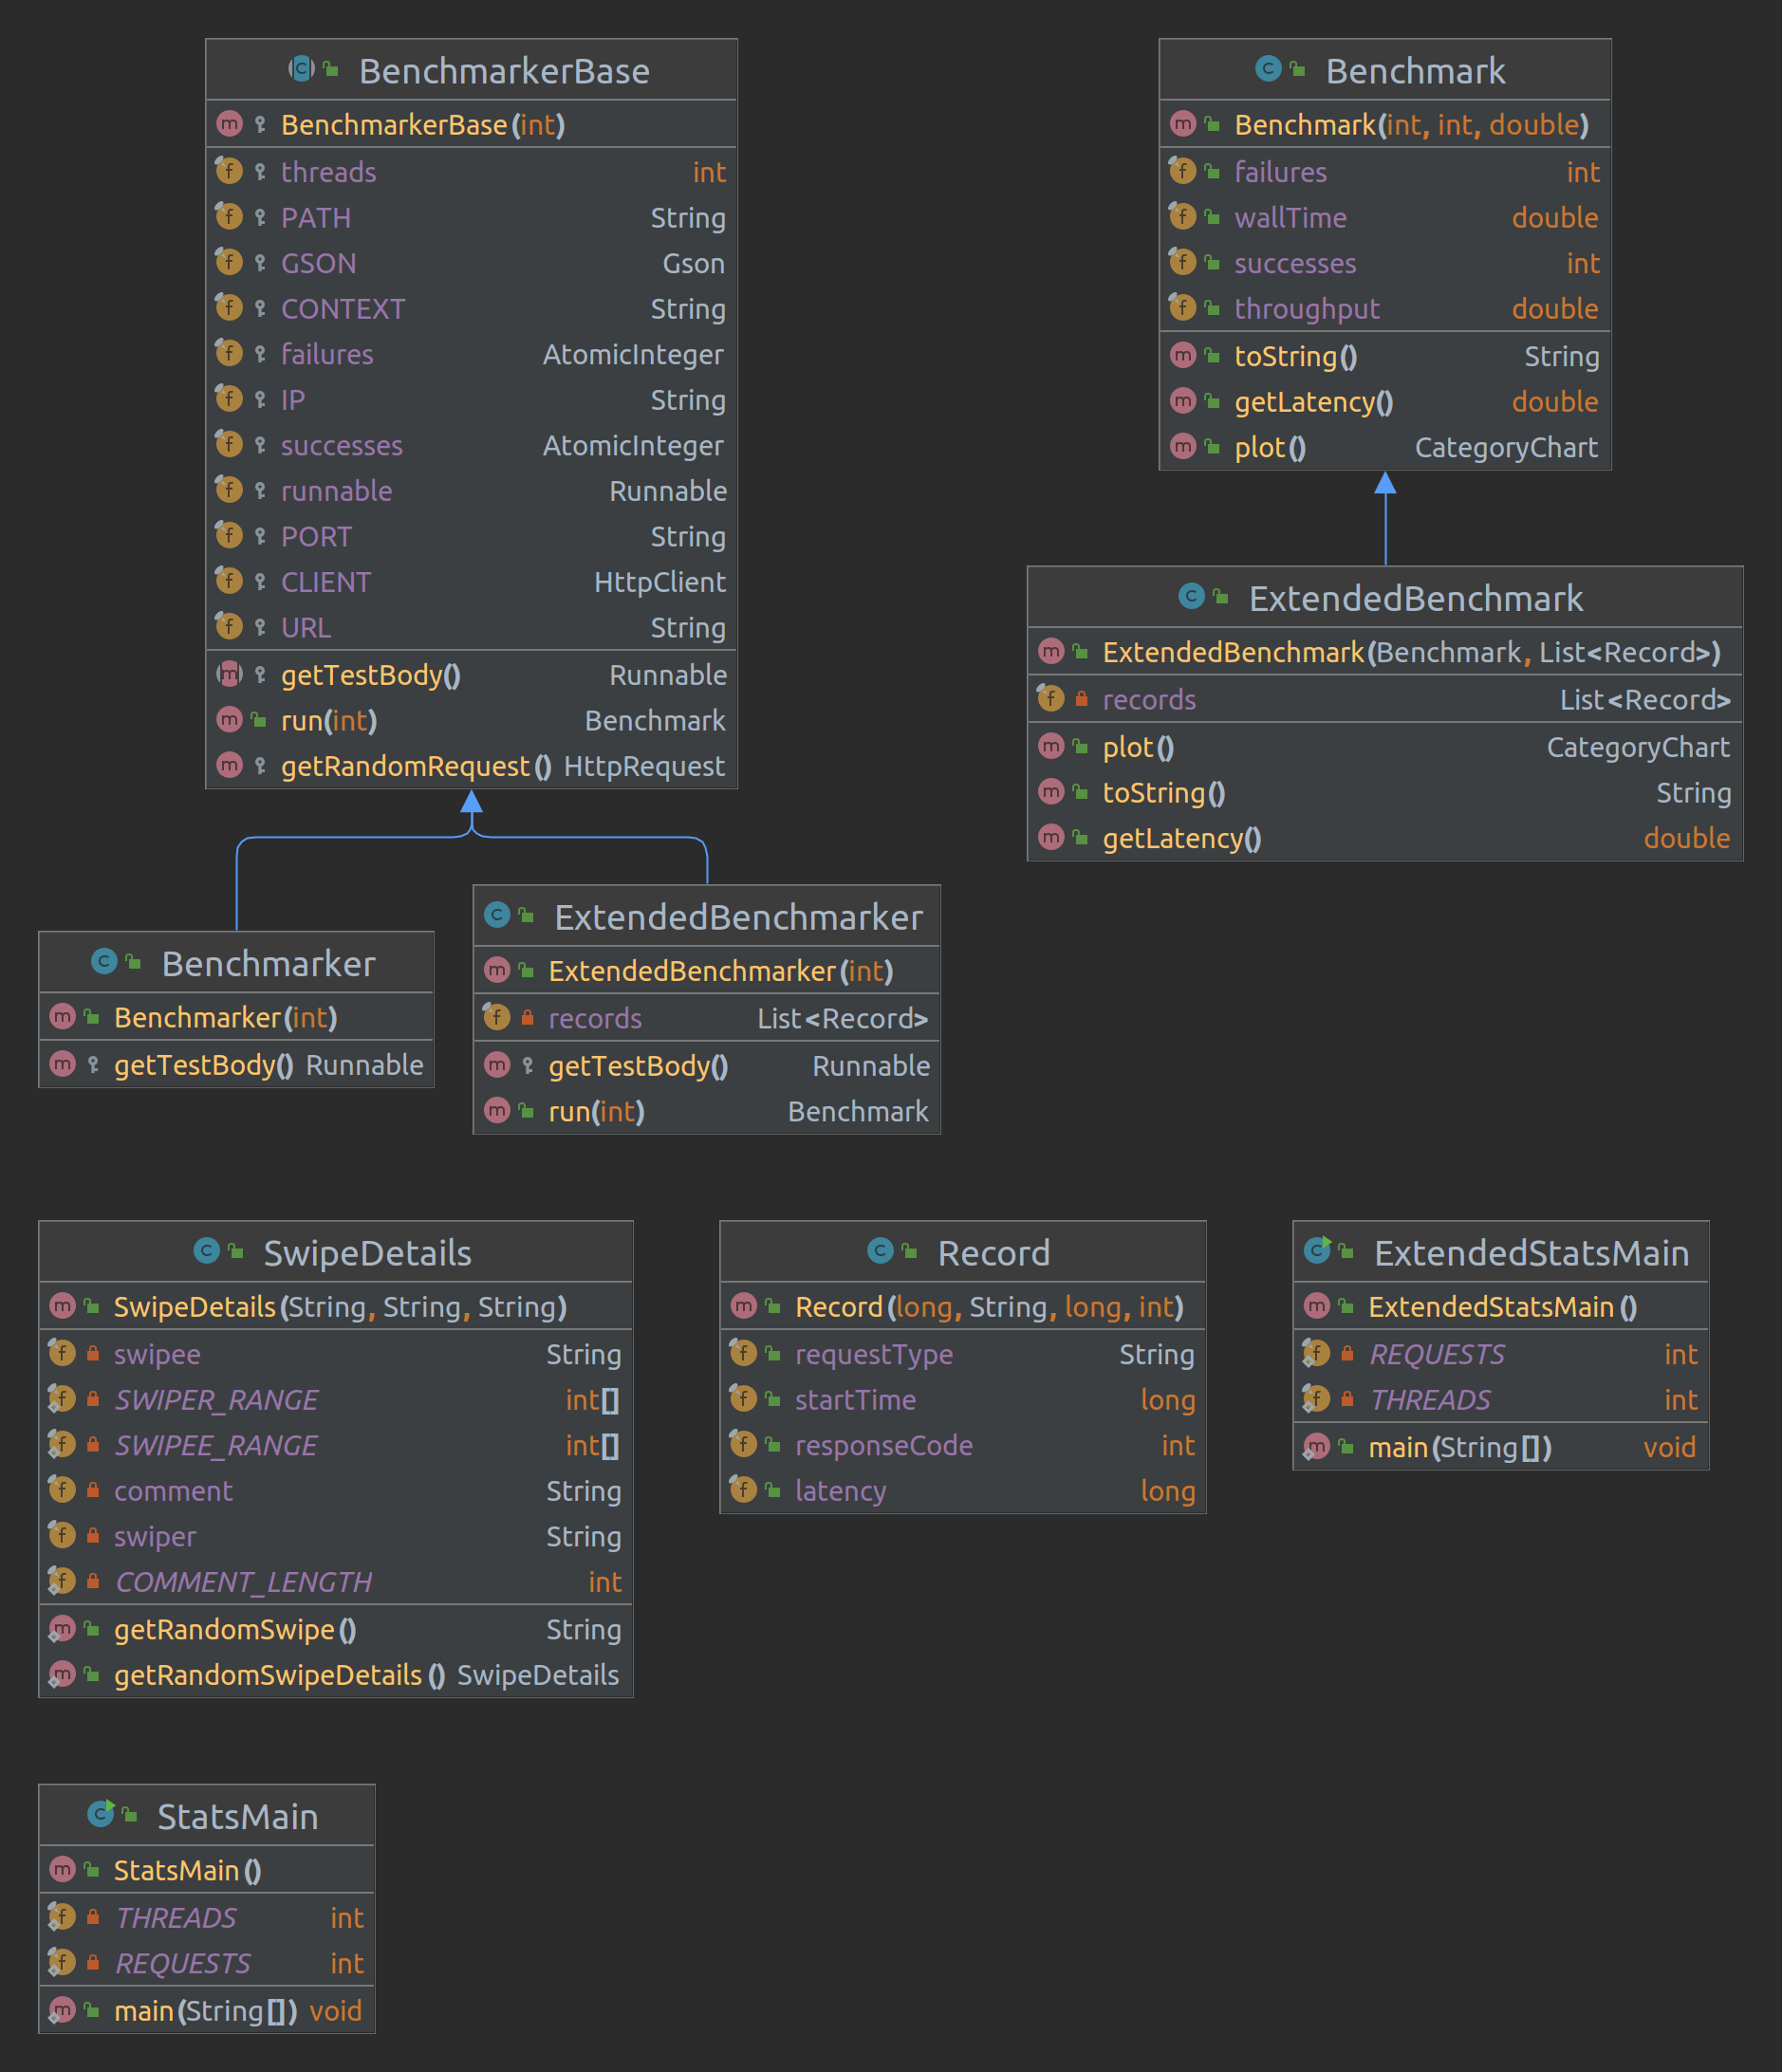 BenchmarkerBase
BenchmarkerBase(int)
threads int
PATH String
GSON Gson
CONTEXT String
failures AtomicInteger
IP String
successes AtomicInteger
runnable Runnable
PORT String
CLIENT HttpClient
URL String
getTestBody() Runnable
run(int) Benchmark
getRandomRequest() HttpRequest
Benchmark
Benchmark(int, int, double)
failures int
wallTime double
successes int
throughput double
toString() String
getLatency() double
plot() CategoryChart
ExtendedBenchmark
ExtendedBenchmark(Benchmark, List<Record>)
records List<Record>
plot() CategoryChart
toString() String
getLatency() double
Benchmarker
Benchmarker(int)
getTestBody() Runnable
ExtendedBenchmarker
ExtendedBenchmarker(int)
records List<Record>
getTestBody() Runnable
run(int) Benchmark
SwipeDetails
SwipeDetails(String, String, String)
swipee String
SWIPER_RANGE int[]
SWIPEE_RANGE int[]
comment String
swiper String
COMMENT_LENGTH int
getRandomSwipe() String
getRandomSwipeDetails() SwipeDetails
Record
Record(long, String, long, int)
requestType String
startTime long
responseCode int
latency long
ExtendedStatsMain
ExtendedStatsMain()
REQUESTS int
THREADS int
main(String[]) void
StatsMain
StatsMain()
THREADS int
REQUESTS int
main(String[]) void